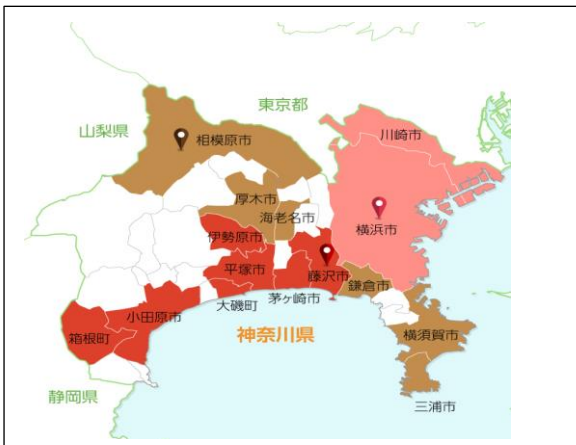 東京都
山梨県
川崎市
相模原市
厚木市
海老名市
横浜市
伊勢原市
平塚市
藤沢市
鎌倉市
大磯町
茅ヶ崎市
小田原市
箱根町
神奈川県
横須賀市
静岡県
三浦市